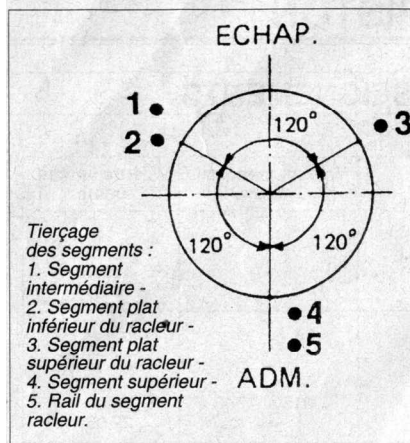 ECHAP.
1
2
3
120°
120°
120°
Tierçage
des segments :
1. Segment
intermédiaire -
2. Segment plat
inférieur du racleur -
3. Segment plat
supérieur du racleur -
4. Segment supérieur -
5. Rail du segment
racleur.
4
5
ADM.